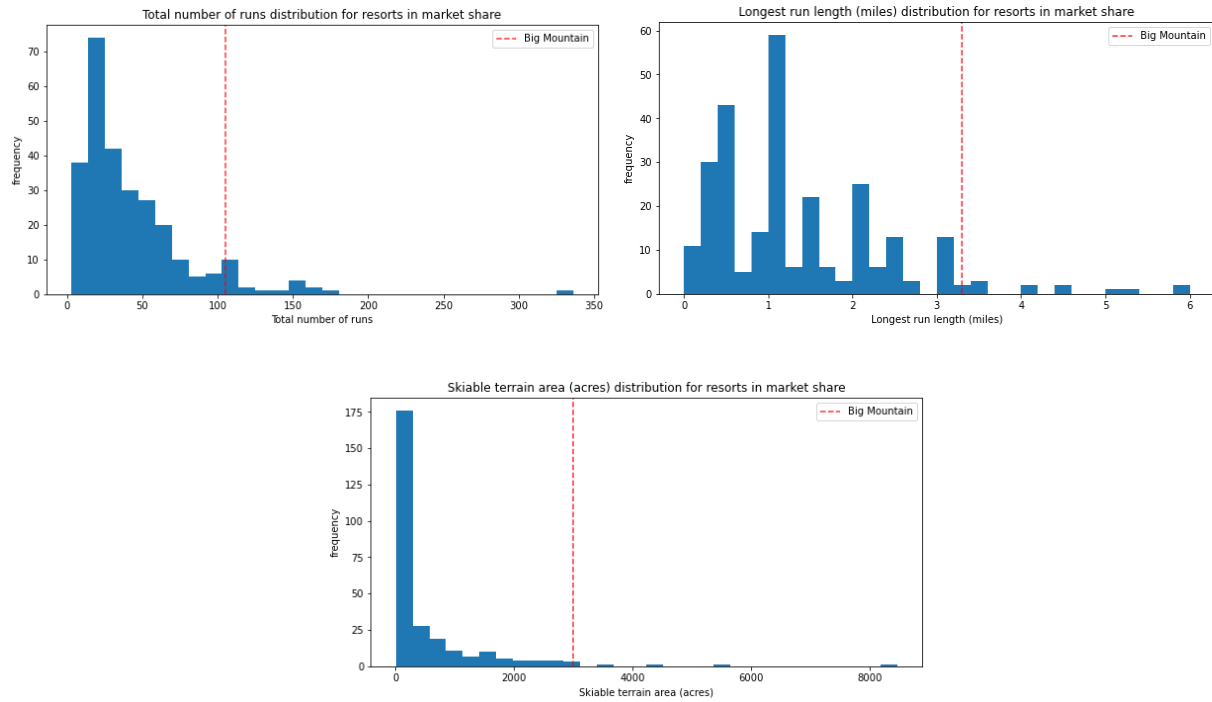 Total number of runs distribution for resorts in market share
Big Mountain
70
60
50
40
30
20
10
0
frequency
0 50 100 150 200 250 300 350
Total number of runs
Longest run length (miles) distribution for resorts in market share
Big Mountain
60
50
40
30
20
10
0
frequency
0 1 2 3 4 5 6
Longest run length (miles)
Skiable terrain area (acres) distribution for resorts in market share
Big Mountain
175
150
125
100
75
50
25
0
frequency
0 2000 4000 6000 8000
Skiable terrain area (acres)